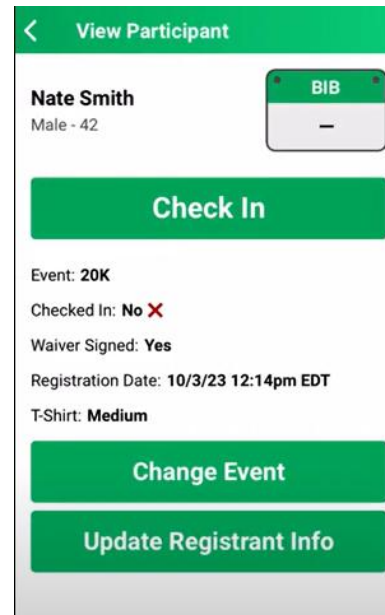 View Participant
Nate Smith
Male - 42
BIB
–
Check In
Event: 20K
Checked In: No ❌
Waiver Signed: Yes
Registration Date: 10/3/23 12:14pm EDT
T-Shirt: Medium
Change Event
Update Registrant Info